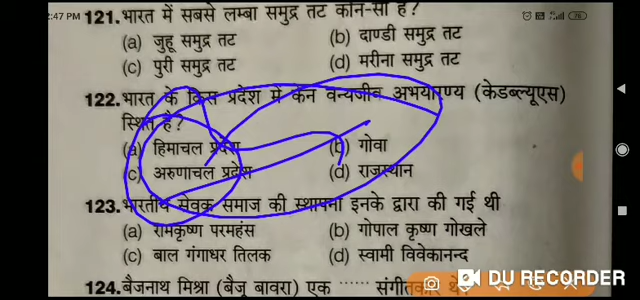 2:47 PM
121. भारत में सबसे लम्बा समुद्र तट कौन-सा है?
(a) जुहू समुद्र तट (b) दाण्डी समुद्र तट
(c) पुरी समुद्र तट (d) मरीना समुद्र तट
122. भारत के किस प्रदेश में केन वन्यजीव अभयारण्य (केडब्ल्यूएस)
स्थित है?
(a) हिमाचल प्रदेश (b) गोवा
(c) अरुणाचल प्रदेश (d) राजस्थान
123. भारतीय सेवक समाज की स्थापना इनके द्वारा की गई थी
(a) रामकृष्ण परमहंस (b) गोपाल कृष्ण गोखले
(c) बाल गंगाधर तिलक (d) स्वामी विवेकानन्द
124. बैजनाथ मिश्रा (बैजू बावरा) एक ...... संगीतकार थे।
DU RECORDER